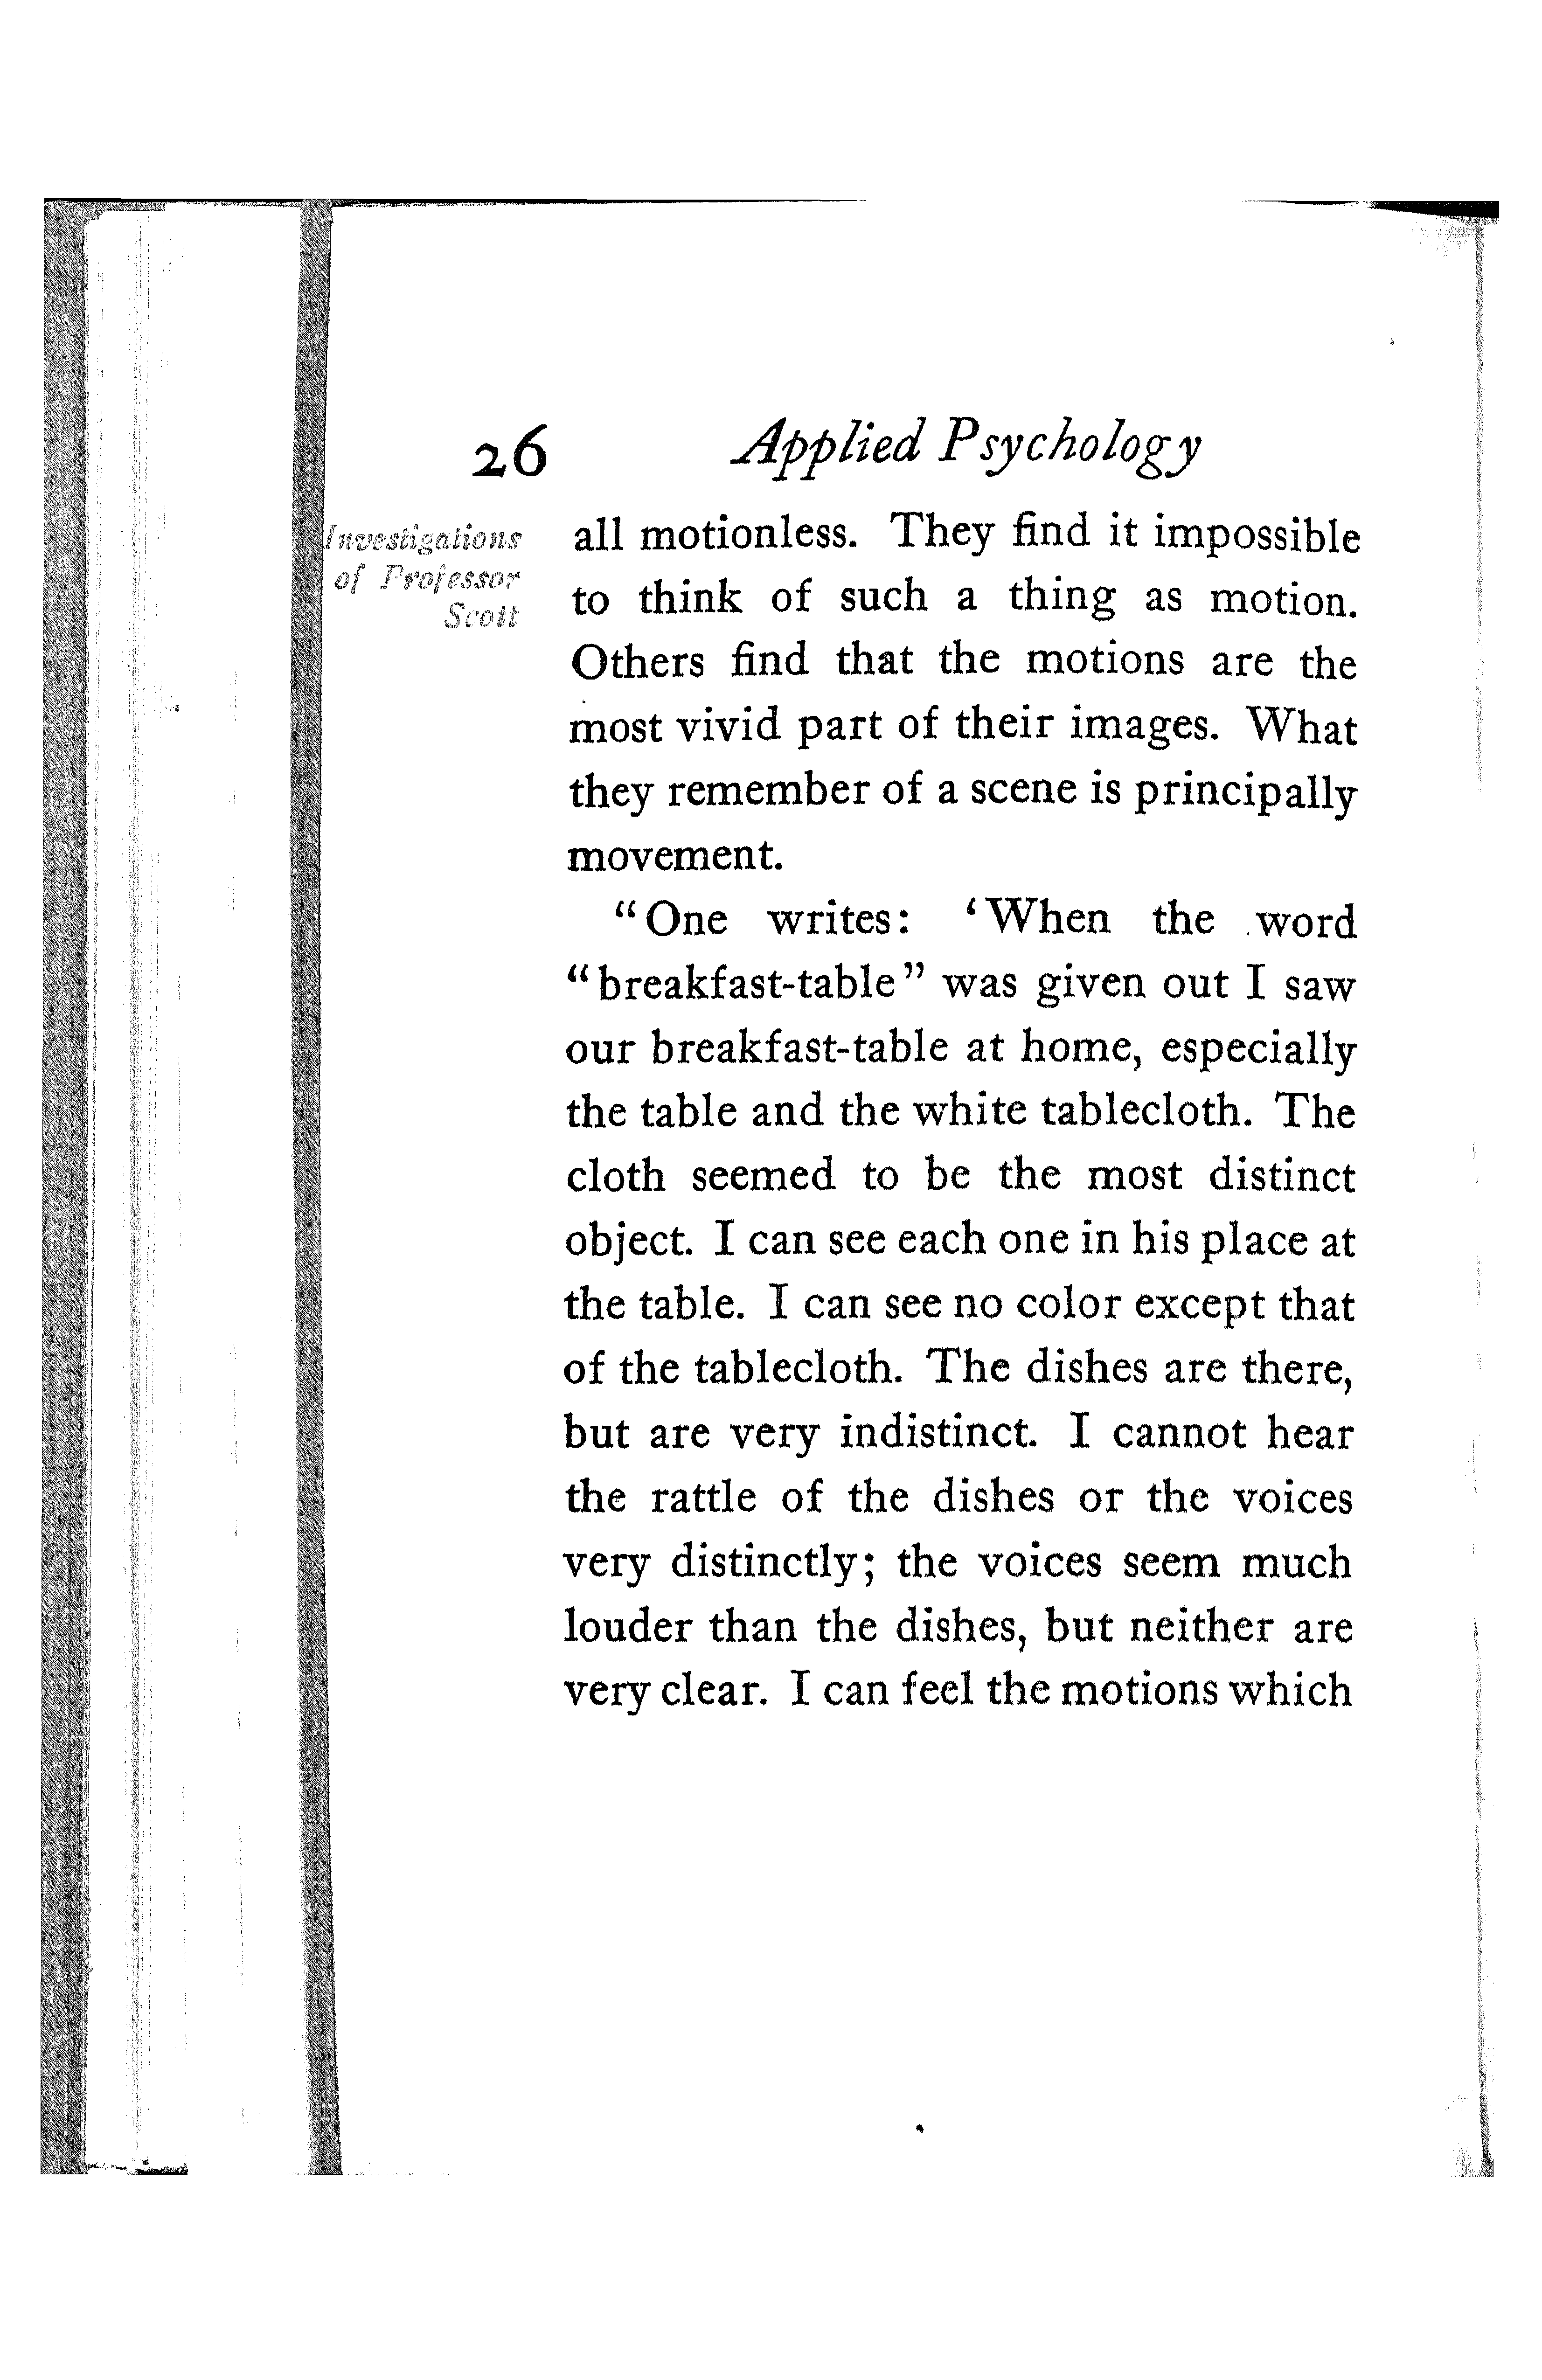 26 Applied Psychology
Investigations
of Professor
Scott
all motionless. They find it impossible
to think of such a thing as motion.
Others find that the motions are the
most vivid part of their images. What
they remember of a scene is principally
movement.
"One writes: 'When the word
"breakfast-table" was given out I saw
our breakfast-table at home, especially
the table and the white tablecloth. The
cloth seemed to be the most distinct
object. I can see each one in his place at
the table. I can see no color except that
of the tablecloth. The dishes are there,
but are very indistinct. I cannot hear
the rattle of the dishes or the voices
very distinctly; the voices seem much
louder than the dishes, but neither are
very clear. I can feel the motions which